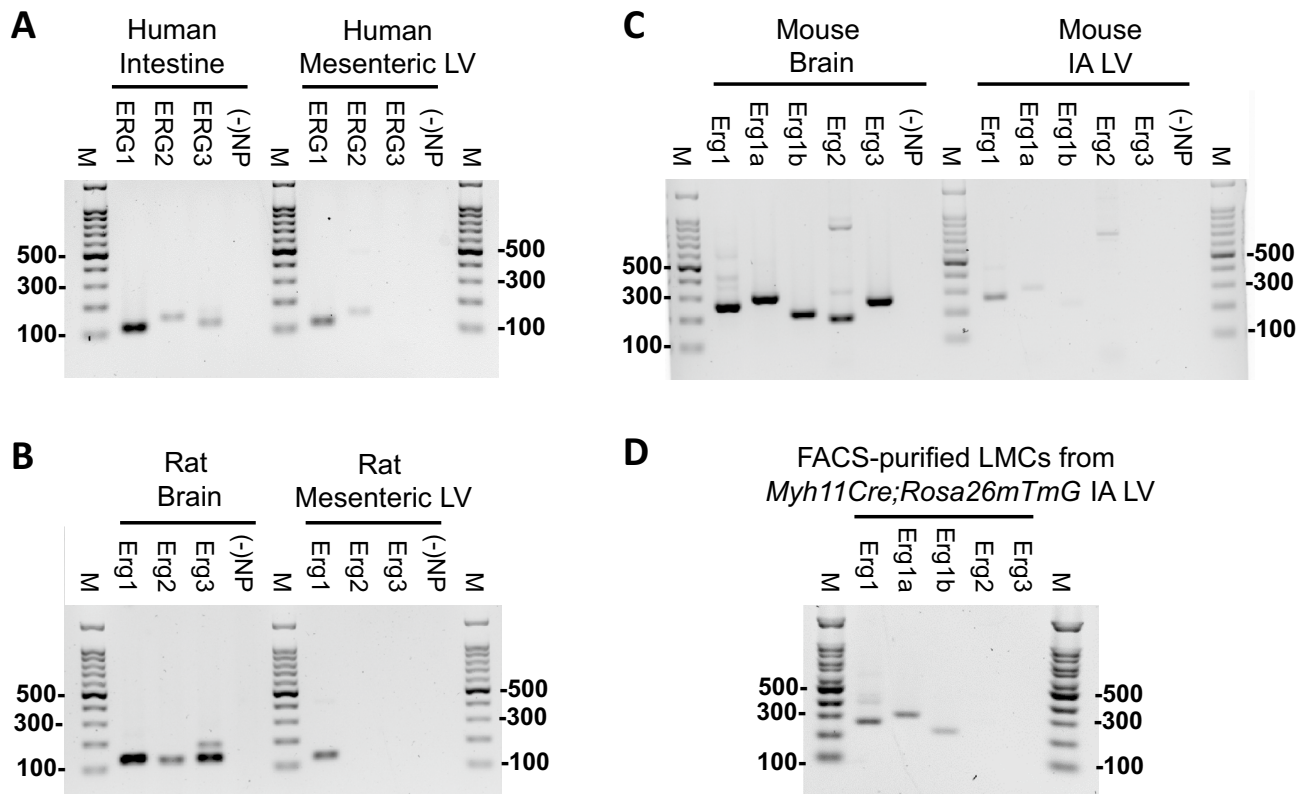 A
Human
Intestine
Human
Mesenteric LV
M
ERG1
ERG2
ERG3
(-)NP
M
ERG1
ERG2
ERG3
(-)NP
M
500-
300-
100-
-500
-300
-100
C
Mouse
Brain
Mouse
IA LV
M
Erg1
Erg1a
Erg1b
Erg2
Erg3
(-)NP
M
Erg1
Erg1a
Erg1b
Erg2
Erg3
(-)NP
M
500-
300-
100-
-500
-300
-100
B
Rat
Brain
Rat
Mesenteric LV
M
Erg1
Erg2
Erg3
(-)NP
M
Erg1
Erg2
Erg3
(-)NP
M
500-
300-
100-
-500
-300
-100
D
FACS-purified LMCs from
Myh11Cre;Rosa26mTmG IA LV
M
Erg1
Erg1a
Erg1b
Erg2
Erg3
M
500-
300-
100-
-500
-300
-100